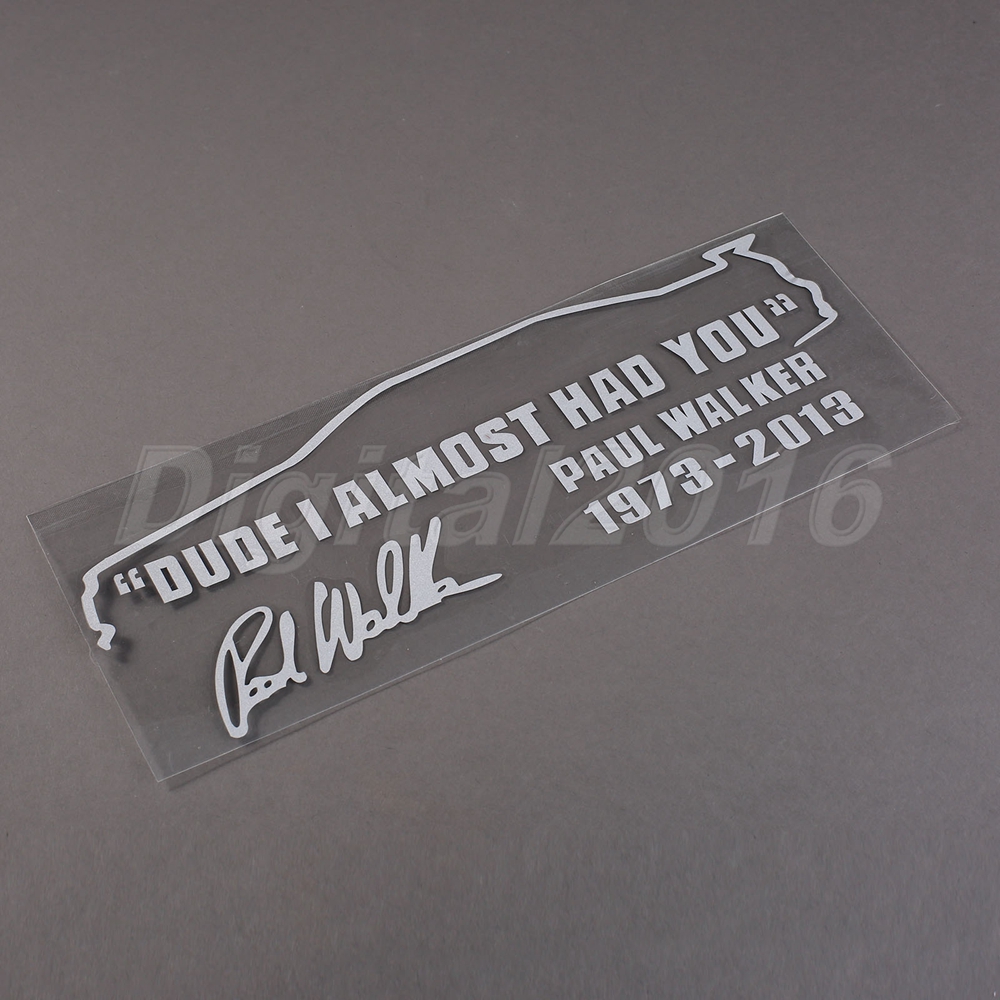 “DUDE I ALMOST HAD YOU”
PAUL WALKER
1973-2013
Paul Walker
Digital2016